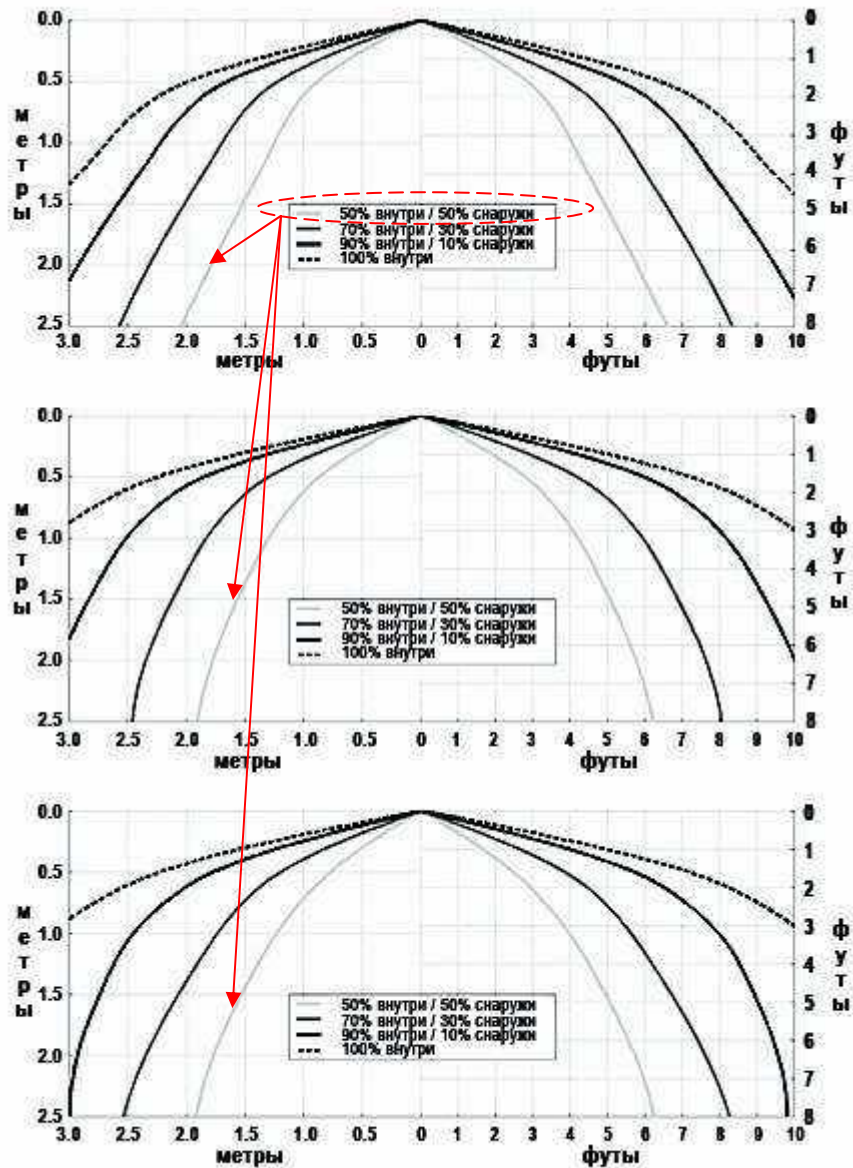 0.0
0.5
1.0
1.5
2.0
2.5
метры
0
1
2
3
4
5
6
7
8
футы
50% внутри / 50% снаружи
70% внутри / 30% снаружи
90% внутри / 10% снаружи
100% внутри
3.0 2.5 2.0 1.5 1.0 0.5 0 1 2 3 4 5 6 7 8 9 10
метры футы
0.0
0.5
1.0
1.5
2.0
2.5
метры
0
1
2
3
4
5
6
7
8
футы
50% внутри / 50% снаружи
70% внутри / 30% снаружи
90% внутри / 10% снаружи
100% внутри
3.0 2.5 2.0 1.5 1.0 0.5 0 1 2 3 4 5 6 7 8 9 10
метры футы
0.0
0.5
1.0
1.5
2.0
2.5
метры
0
1
2
3
4
5
6
7
8
футы
50% внутри / 50% снаружи
70% внутри / 30% снаружи
90% внутри / 10% снаружи
100% внутри
3.0 2.5 2.0 1.5 1.0 0.5 0 1 2 3 4 5 6 7 8 9 10
метры футы